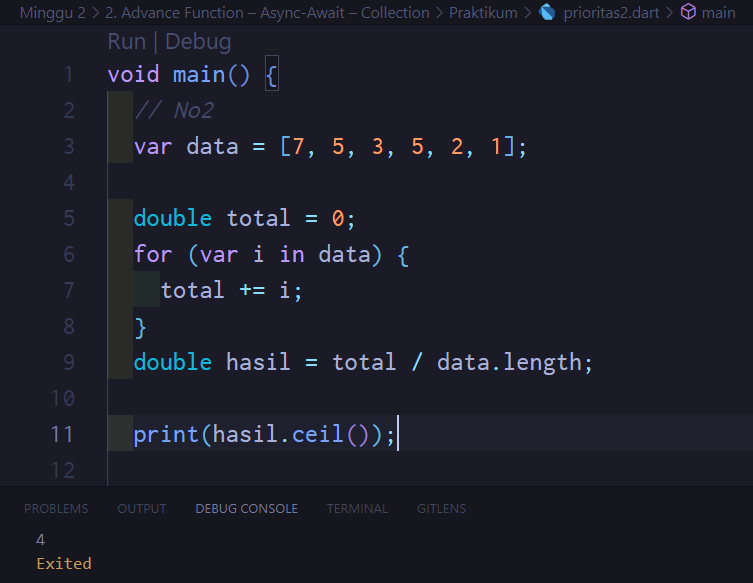 Minggu 2 > 2. Advance Function – Async-Await – Collection > Praktikum > prioritas2.dart > main
Run | Debug
1 void main() {
2 // No2
3 var data = [7, 5, 3, 5, 2, 1];
4
5 double total = 0;
6 for (var i in data) {
7 total += i;
8 }
9 double hasil = total / data.length;
10
11 print(hasil.ceil());
12
PROBLEMS OUTPUT DEBUG CONSOLE TERMINAL GITLENS
4
Exited